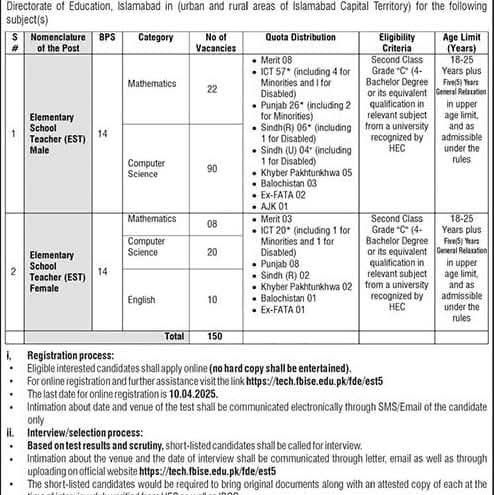 Directorate of Education, Islamabad in (urban and rural areas of Islamabad Capital Territory) for the following
subject(s)
S # Nomenclature of the Post BPS Category No of Vacancies Quota Distribution Eligibility Criteria Age Limit (Years)
1
Elementary
School
Teacher (EST)
Male
14
Mathematics
22
Computer
Science
90
• Merit 08
• ICT 57* (including 4 for
Minorities and I for
Disabled)
• Punjab 26* (including 2
for Minorities)
• Sindh(R) 06* (including
1 for Disabled)
• Sindh (U) 04* (including
1 for Disabled)
• Khyber Pakhtunkhwa 05
• Balochistan 03
• Ex-FATA 02
• AJK 01
Second Class
Grade "C" (4-
Bachelor Degree
or its equivalent
qualification in
relevant subject
from a university
recognized by
HEC
18-25
Years plus
Five(5) Years
General Relaxation
in upper
age limit,
and as
admissible
under the
rules
2
Elementary
School
Teacher (EST)
Female
14
Mathematics
08
Computer
Science
20
English
10
• Merit 03
• ICT 20* (including 1 for
Minorities and 1 for
Disabled)
• Punjab 08
• Sindh (R) 02
• Khyber Pakhtunkhwa 02
• Balochistan 01
• Ex-FATA 01
Second Class
Grade "C" (4-
Bachelor Degree
or its equivalent
qualification in
relevant subject
from a university
recognized by
HEC
18-25
Years plus
Five(5) Years
General Relaxation
in upper
age limit,
and as
admissible
under the
rules
Total 150
i, Registration process:
• Eligible interested candidates shall apply online (no hard copy shall be entertained).
• For online registration and further assistance visit the link https://tech.fbise.edu.pk/fde/est5
• The last date for online registration is 10.04.2025.
• Intimation about date and venue of the test shall be communicated electronically through SMS/Email of the candidate
only
ii. Interview/selection process:
• Based on test results and scrutiny, short-listed candidates shall be called for interview.
• Intimation about the venue and the date of interview shall be communicated through letter, email as well as through
uploading on official website https://tech.fbise.edu.pk/fde/est5
• The short-listed candidates would be required to bring original documents along with an attested copy of each at the